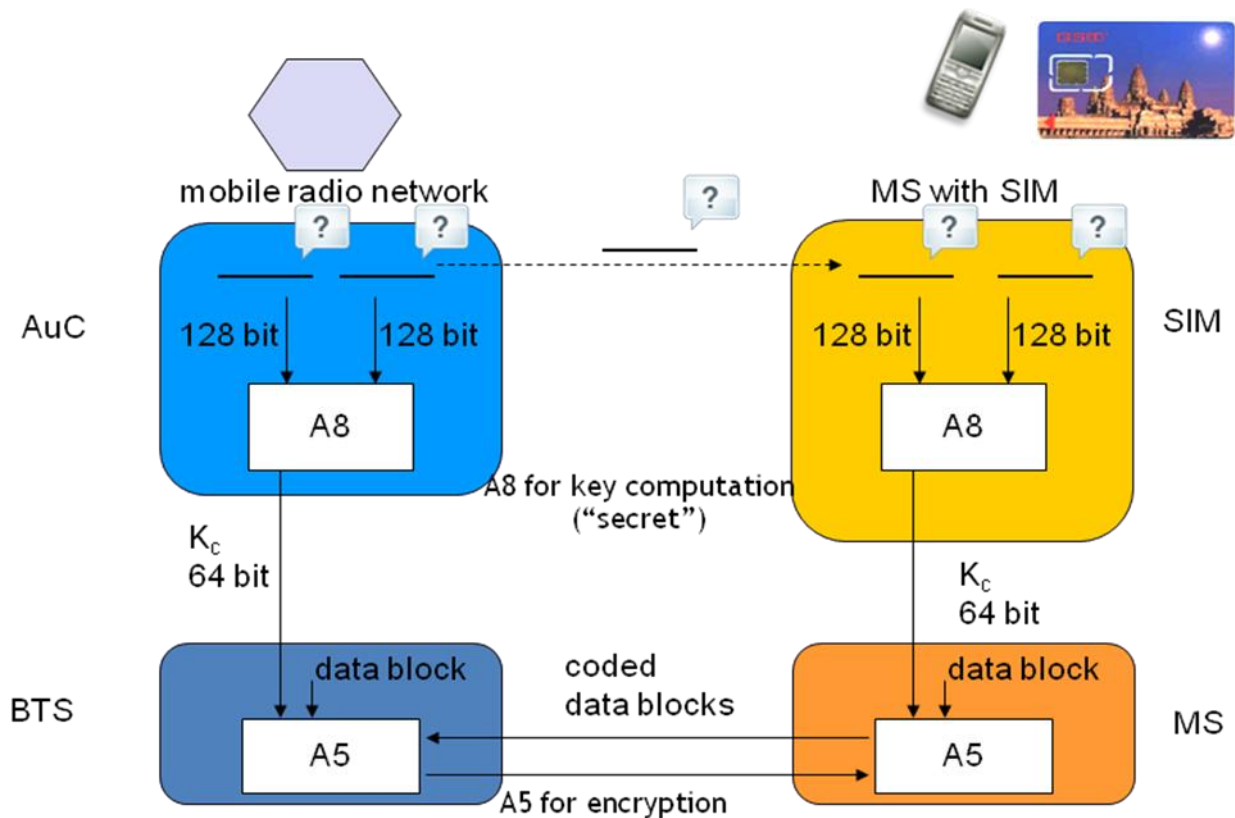 GSM
mobile radio network
MS with SIM
?
?
?
?
?
AuC
128 bit
128 bit
128 bit
128 bit
SIM
A8
A8
A8 for key computation
(“secret”)
Kc
64 bit
Kc
64 bit
BTS
data block
coded
data blocks
data block
MS
A5
A5
A5 for encryption